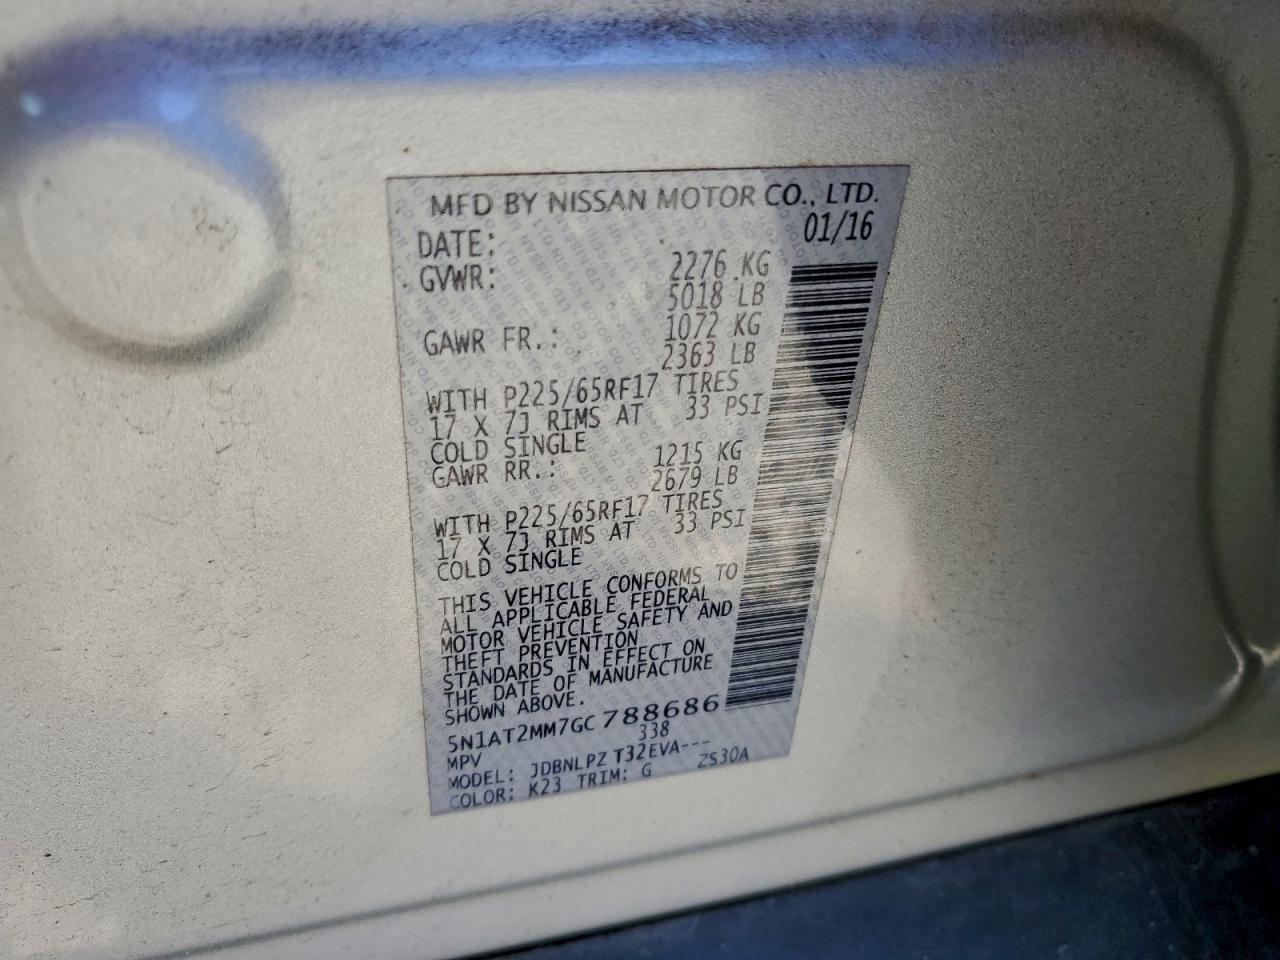 MFD BY NISSAN MOTOR CO., LTD.
DATE: 01/16
GVWR: 2276 KG
5018 LB
GAWR FR.: 1072 KG
2363 LB
WITH P225/65RF17 TIRES
17 X 7J RIMS AT 33 PSI
COLD SINGLE
GAWR RR.: 1215 KG
2679 LB
WITH P225/65RF17 TIRES
17 X 7J RIMS AT 33 PSI
COLD SINGLE
THIS VEHICLE CONFORMS TO
ALL APPLICABLE FEDERAL
MOTOR VEHICLE SAFETY AND
THEFT PREVENTION
STANDARDS IN EFFECT ON
THE DATE OF MANUFACTURE
SHOWN ABOVE.
5N1AT2MM7GC788686
MPV 338
MODEL: JDBNLPZ T32EVA---
COLOR: K23 TRIM: G ZS30A